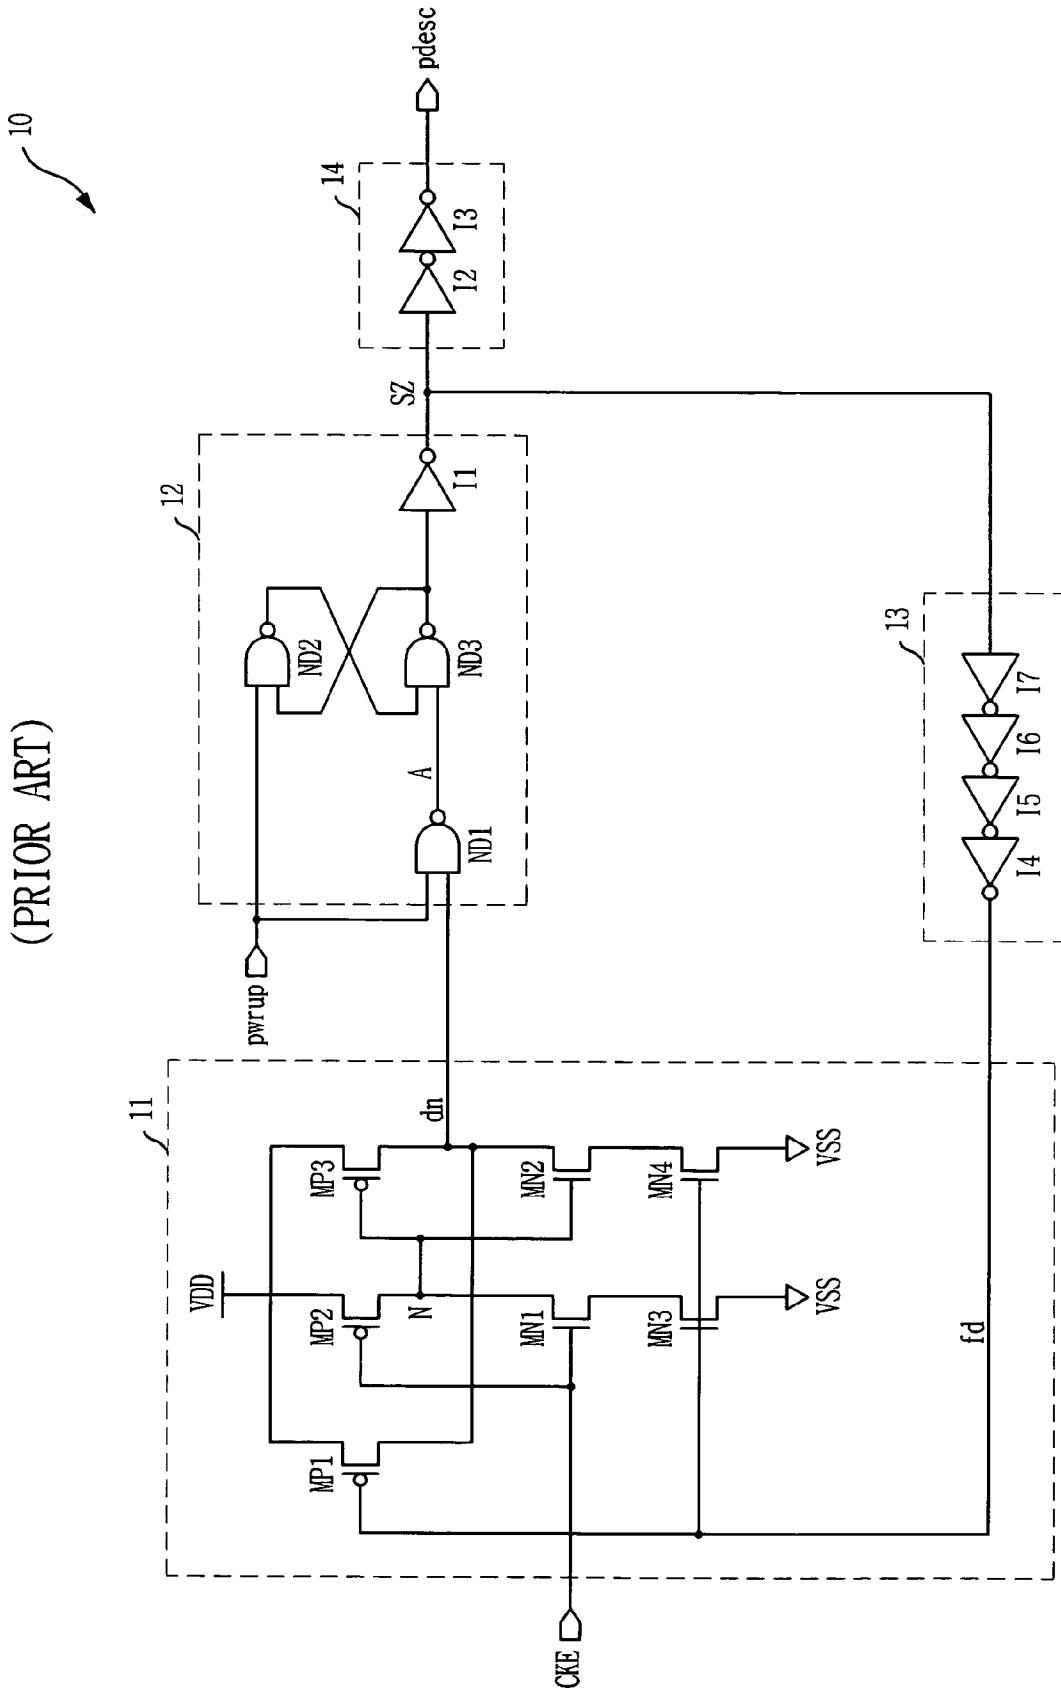 (PRIOR ART)
10
11
VDD
MP1
MP2
MP3
N
dn
MN1
MN2
MN3
MN4
VSS
VSS
CKE
fd
pwrup
12
ND1
A
ND2
ND3
I1
SZ
14
I2
I3
pdesc
13
I4
I5
I6
I7